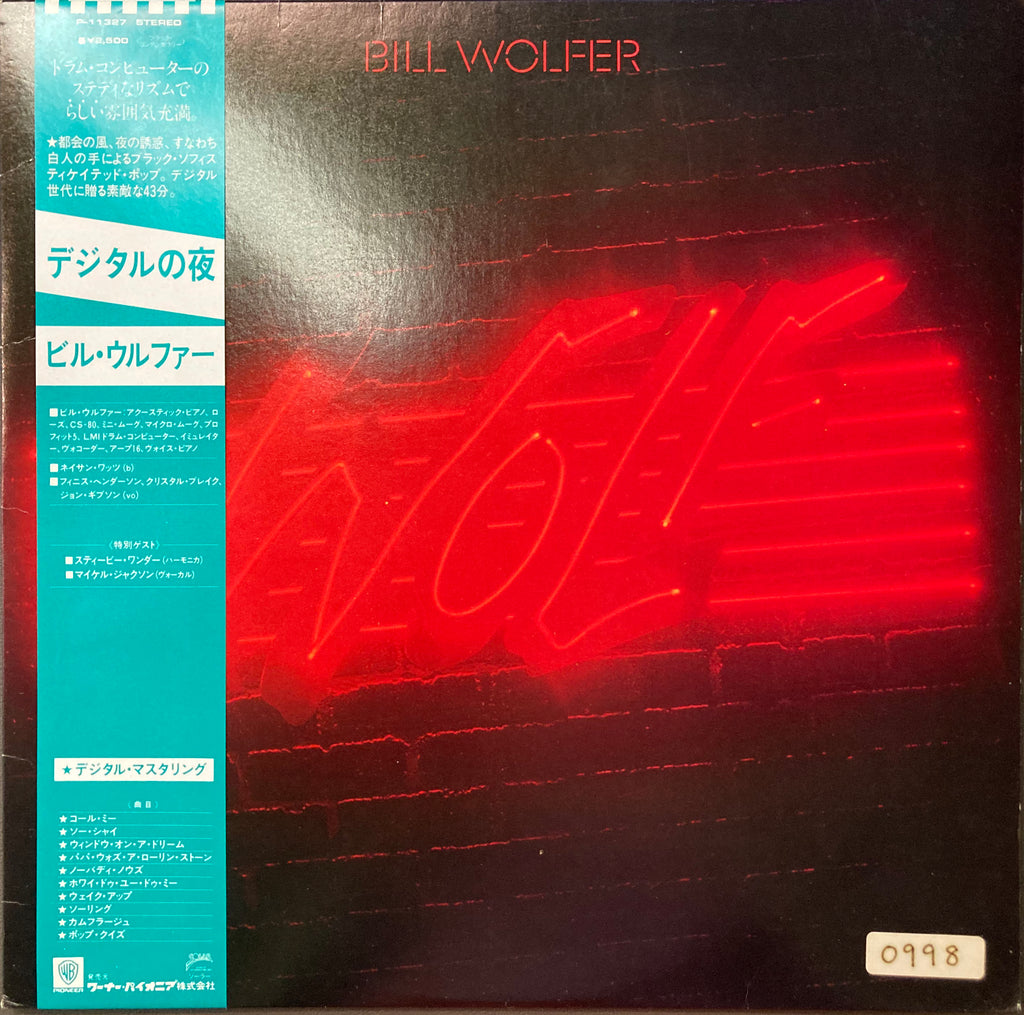 P-11327 STEREO
¥2,500
BILL WOLFER
ドラム・コンピューターの
ステディなリズムで
らしい雰囲気充満。
★都会の風、夜の誘惑、すなわち
白人の手によるブラック・ソフィス
ティケイテッド・ポップ。デジタル
世代に贈る素敵な43分。
デジタルの夜
ビル・ウルファー
■ビル・ウルファー:アクースティック・ピアノ、ロ
ーズ、CS-80、ミニ・ムーグ、マイクロ・ムーグ、プロ
フィット5、LMIドラム・コンピューター、イミュレイタ
ー、ヴォコーダー、アープ16、ヴォイス・ピアノ
■ネイサン・ワッツ(b)
■フィニス・ヘンダーソン、クリスタル・ブレイク、
ジョン・ギブソン(vo)
〈特別ゲスト〉
■スティービー・ワンダー(ハーモニカ)
■マイケル・ジャクソン(ヴォーカル)
Wolf
★デジタル・マスタリング
〈曲目〉
★コール・ミー
★ソー・シャイ
★ウィンドウ・オン・ア・ドリーム
★パパ・ウォズ・ア・ローリン・ストーン
★ノーバディ・ノウズ
★ホワイ・ドゥ・ユー・ドゥ・ミー
★ウェイク・アップ
★ソーリング
★カムフラージュ
★ポップ・クイズ
WB
PIONEER
発売元
ワーナー・パイオニア株式会社
ソーラー
0998